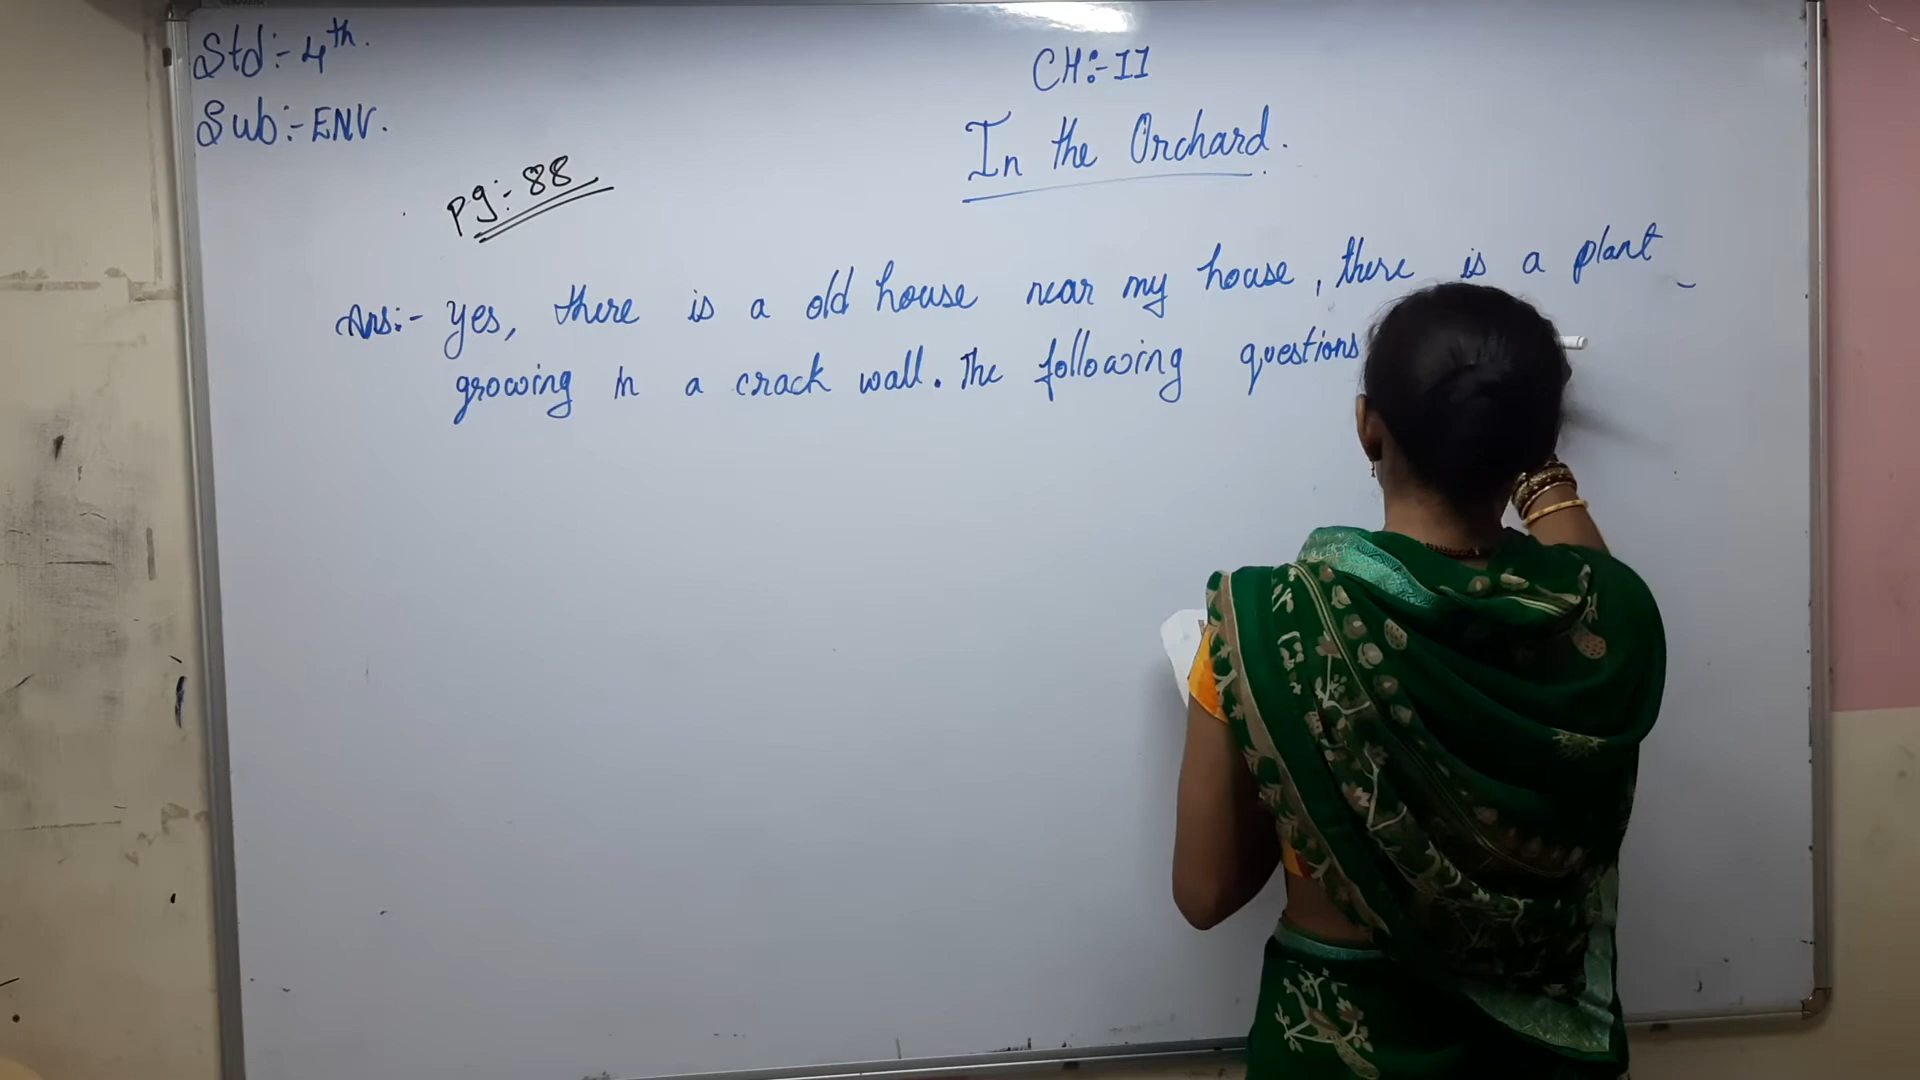 Std:- 4th.
Sub:- ENV.
CH:- 11
In the Orchard.
pg:- 88
Ans:- Yes, there is a old house near my house, there is a plant
growing in a crack wall. The following questions